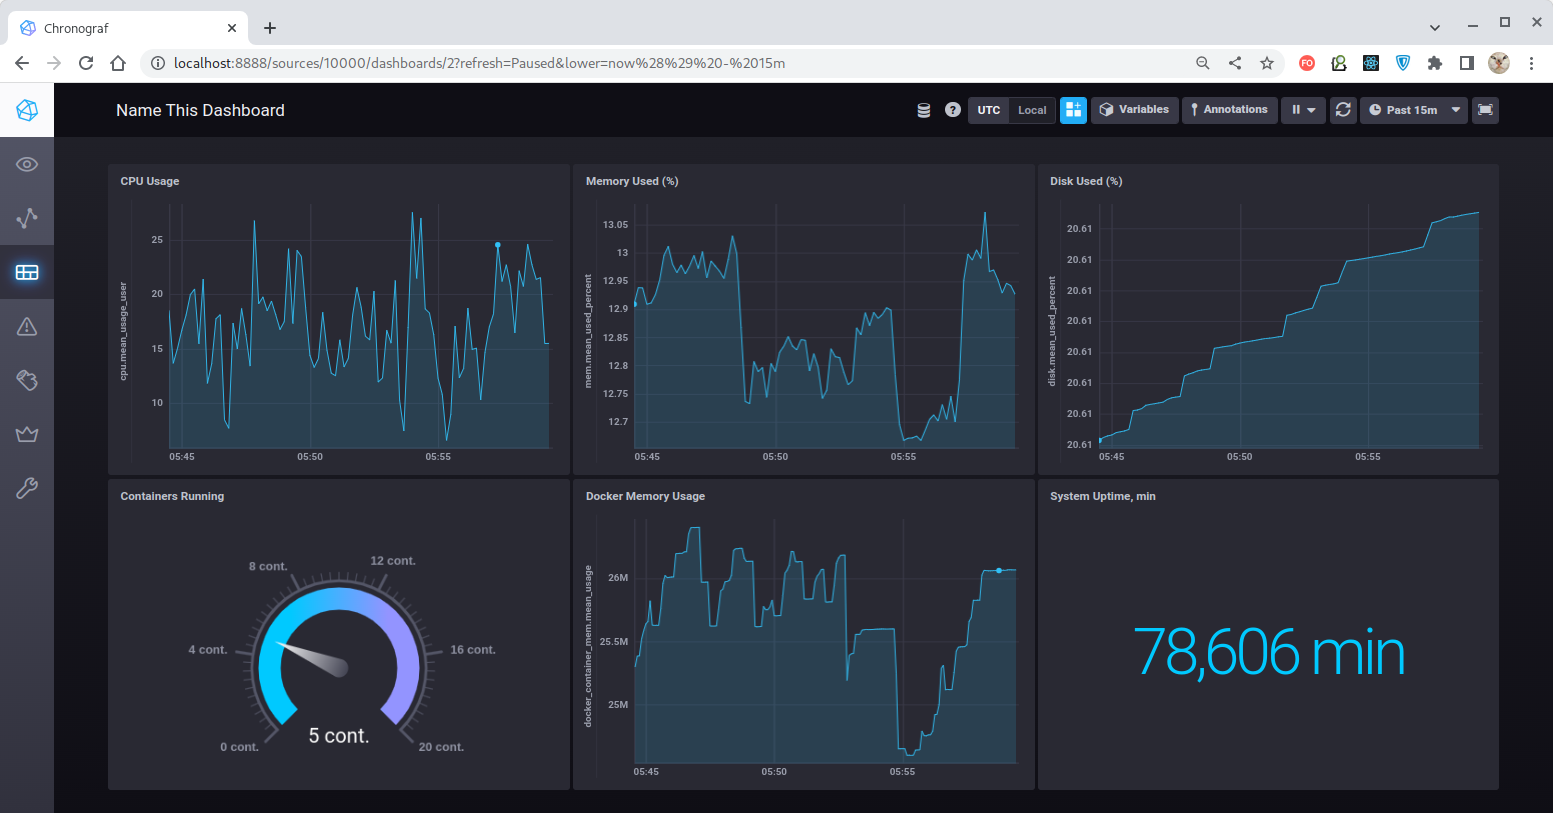 Chronograf
localhost:8888/sources/10000/dashboards/2?refresh=Paused&lower=now%28%29%20-%2015m
FO
Name This Dashboard
? UTC Local Variables Annotations Past 15m
CPU Usage
cpu.mean_usage_user
25
20
15
10
05:45 05:50 05:55
Memory Used (%)
mem.mean_used_percent
13.05
13
12.95
12.9
12.85
12.8
12.75
12.7
05:45 05:50 05:55
Disk Used (%)
disk.mean_used_percent
20.61
20.61
20.61
20.61
20.61
20.61
20.61
20.61
05:45 05:50 05:55
Containers Running
8 cont. 12 cont.
4 cont. 16 cont.
0 cont. 20 cont.
5 cont.
Docker Memory Usage
docker_container_mem.mean_usage
26M
25.5M
25M
05:45 05:50 05:55
System Uptime, min
78,606 min